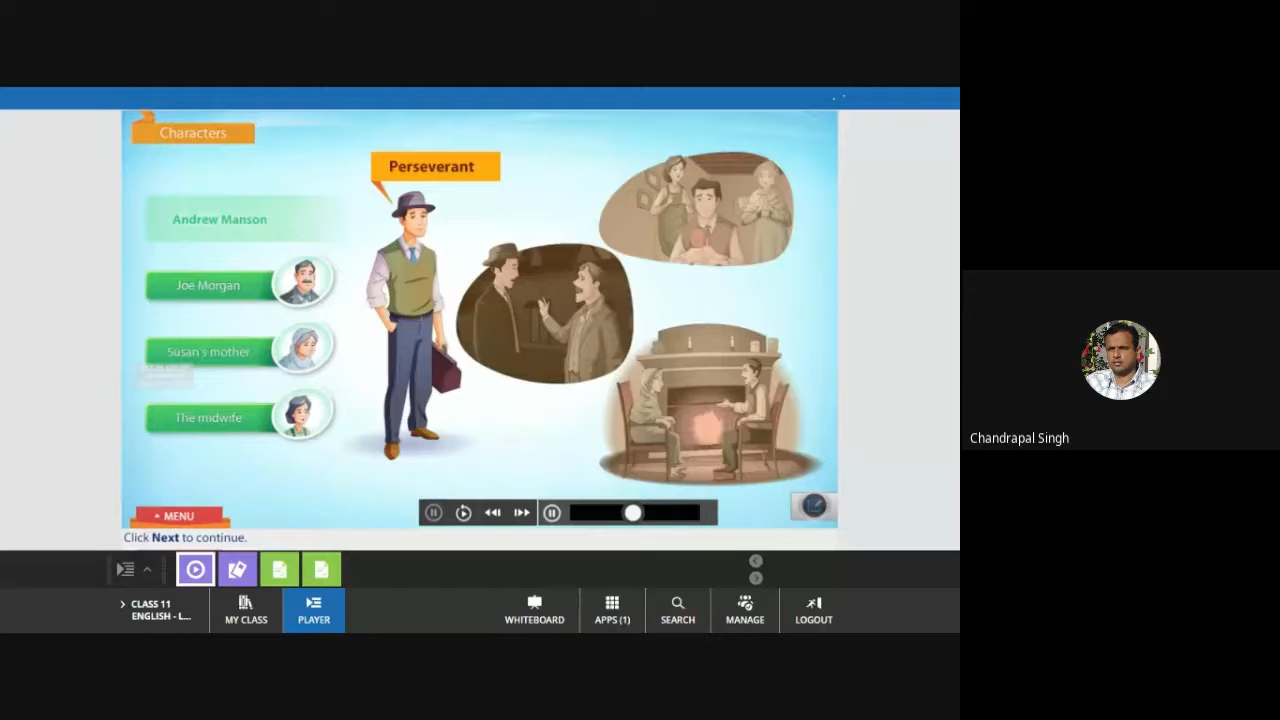 Characters
Perseverant
Andrew Manson
Joe Morgan
Susan's mother
The midwife
MENU
Click Next to continue.
CLASS 11
ENGLISH - L...
MY CLASS
PLAYER
WHITEBOARD
APPS (1)
SEARCH
MANAGE
LOGOUT
Chandrapal Singh